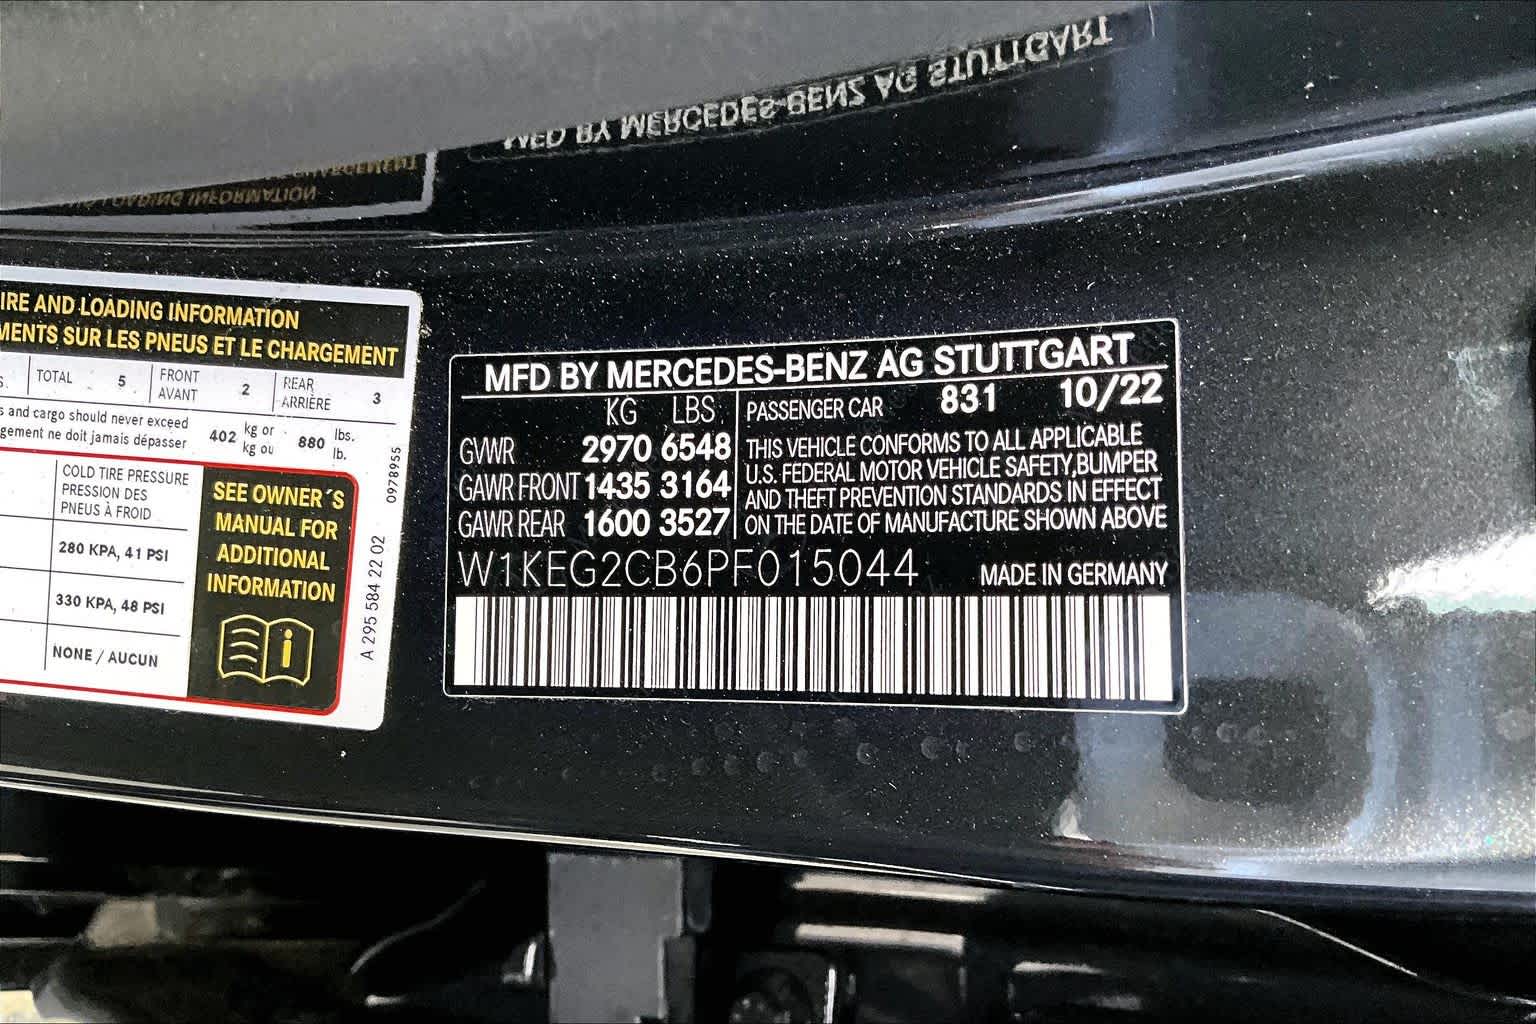 MFD BY MERCEDES-BENZ AG STUTTGART
LOADING INFORMATION
IRE AND LOADING INFORMATION
MENTS SUR LES PNEUS ET LE CHARGEMENT
TOTAL 5 FRONT AVANT 2 REAR ARRIÈRE 3
s and cargo should never exceed
gement ne doit jamais dépasser
402 kg or kg ou 880 lbs. lb.
COLD TIRE PRESSURE
PRESSION DES
PNEUS À FROID
280 KPA, 41 PSI
330 KPA, 48 PSI
NONE / AUCUN
SEE OWNER´S
MANUAL FOR
ADDITIONAL
INFORMATION
A 295 584 22 02
0978955
MFD BY MERCEDES-BENZ AG STUTTGART
KG LBS
GVWR 2970 6548
GAWR FRONT 1435 3164
GAWR REAR 1600 3527
PASSENGER CAR 831 10/22
THIS VEHICLE CONFORMS TO ALL APPLICABLE
U.S. FEDERAL MOTOR VEHICLE SAFETY,BUMPER
AND THEFT PREVENTION STANDARDS IN EFFECT
ON THE DATE OF MANUFACTURE SHOWN ABOVE
W1KEG2CB6PF015044 MADE IN GERMANY